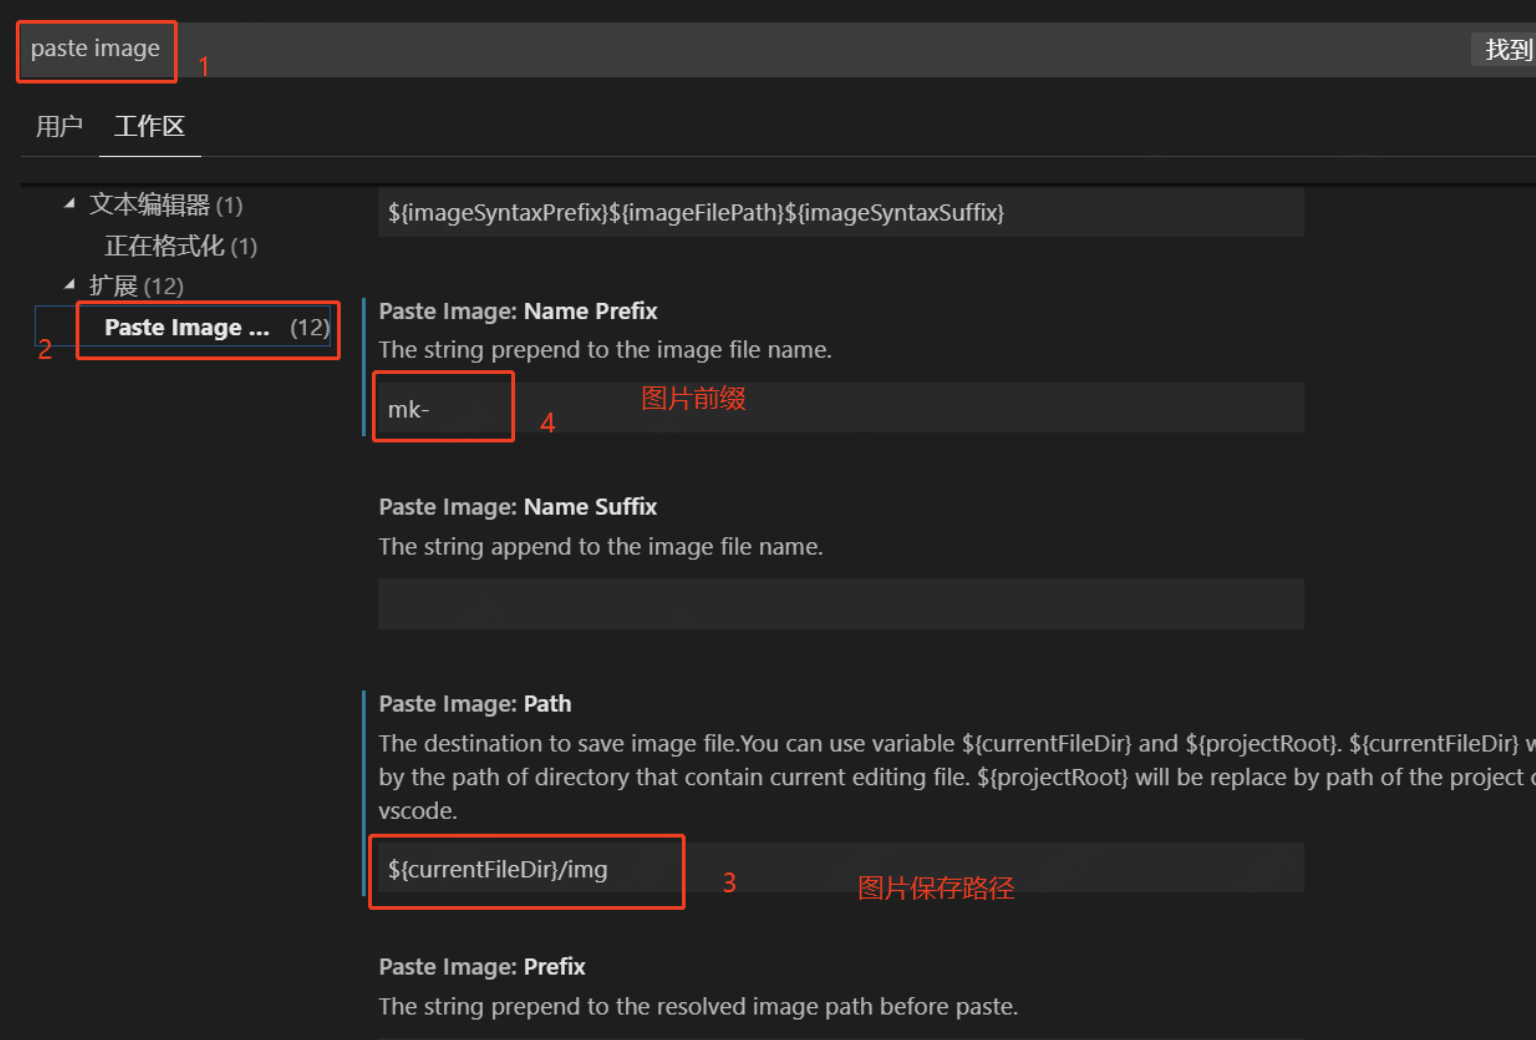 paste image
1
找到
用户 工作区
文本编辑器 (1)
正在格式化 (1)
扩展 (12)
Paste Image ... (12)
2
${imageSyntaxPrefix}${imageFilePath}${imageSyntaxSuffix}
Paste Image: Name Prefix
The string prepend to the image file name.
mk-
4
图片前缀
Paste Image: Name Suffix
The string append to the image file name.
Paste Image: Path
The destination to save image file.You can use variable ${currentFileDir} and ${projectRoot}. ${currentFileDir}
by the path of directory that contain current editing file. ${projectRoot} will be replace by path of the project
vscode.
${currentFileDir}/img
3
图片保存路径
Paste Image: Prefix
The string prepend to the resolved image path before paste.